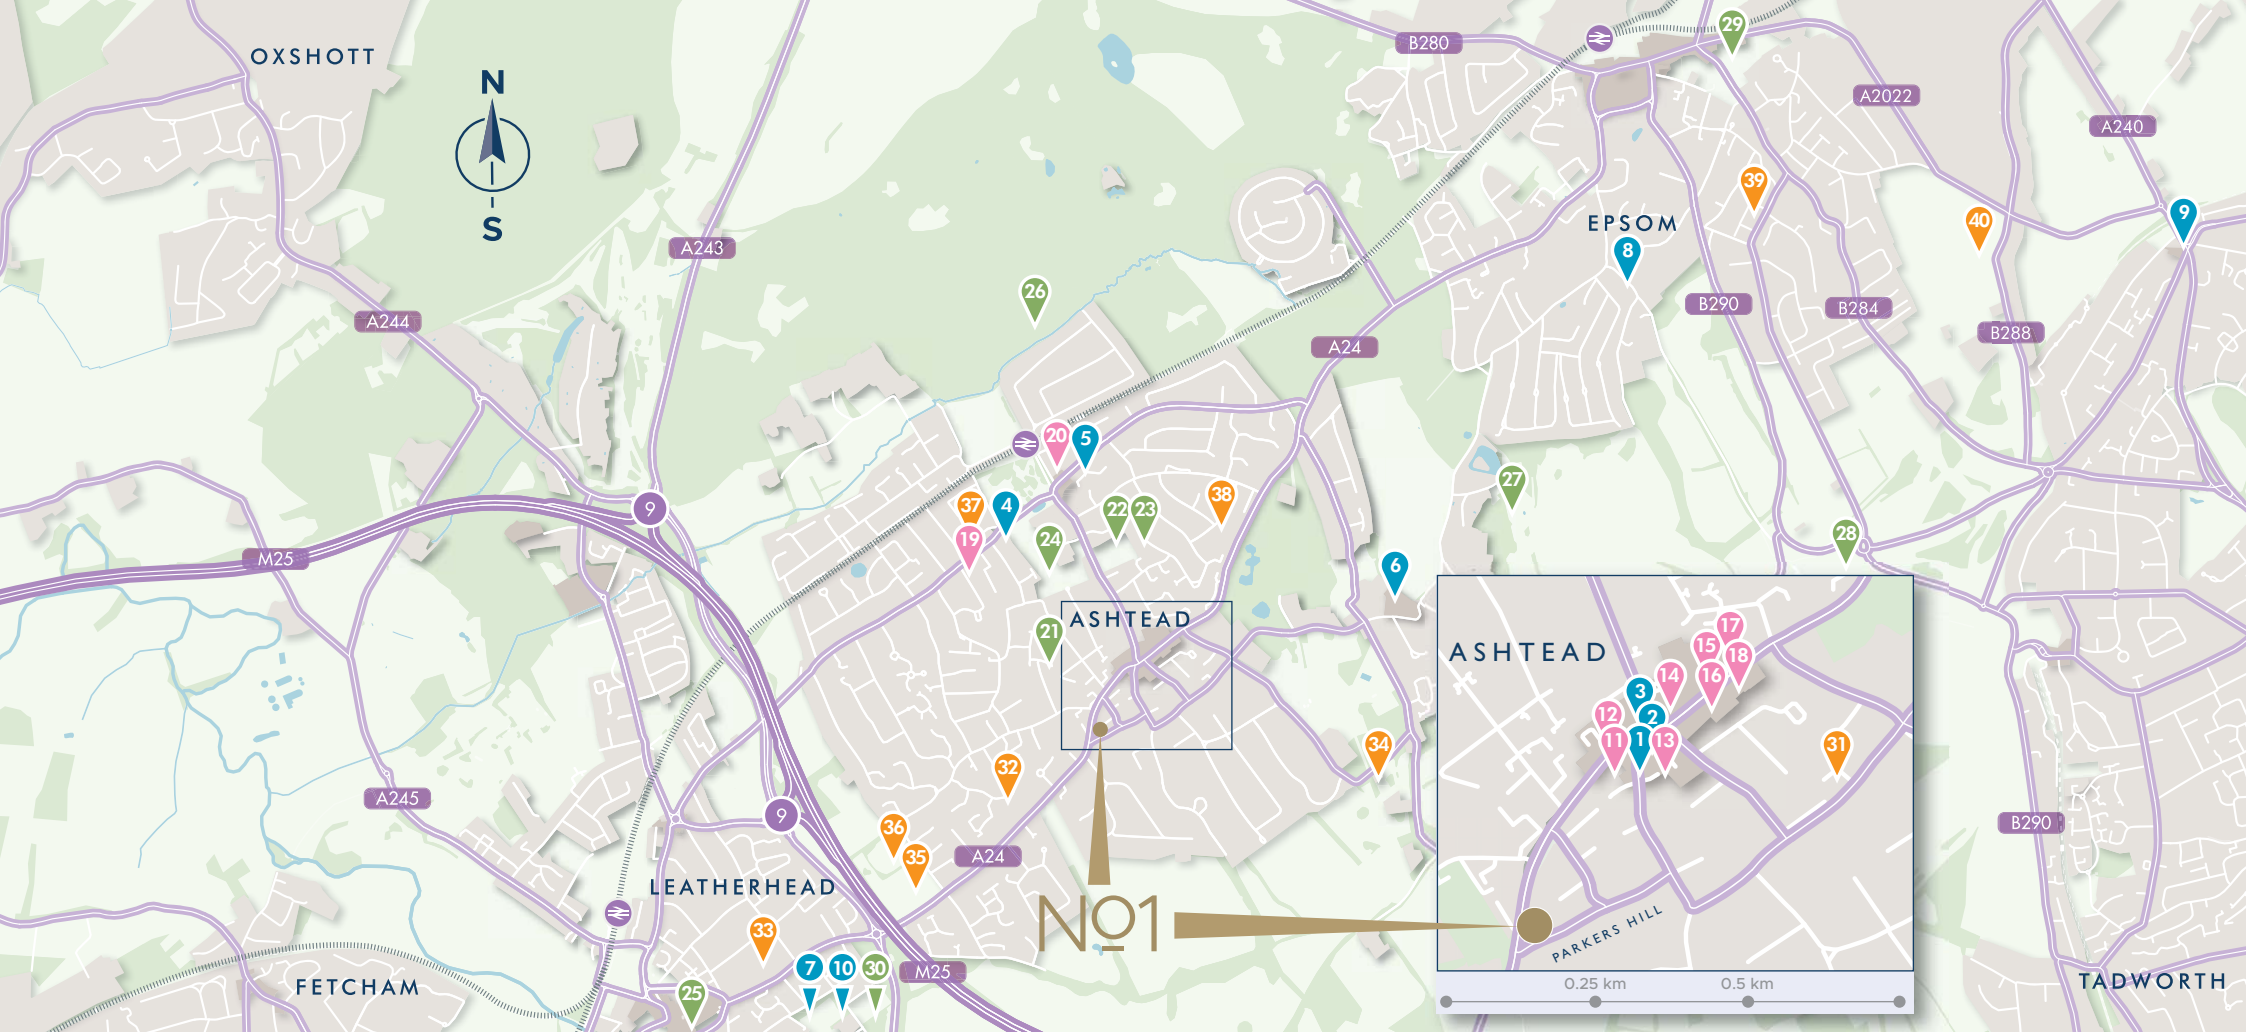 OXSHOTT
N
S
B280
29
A2022
A240
A243
39
EPSOM
8
40
9
26
A244
B290
B284
B288
A24
20
5
27
37
4
38
22
23
19
24
28
9
M25
6
ASHTEAD
21
ASHTEAD
17
15
18
14
16
3
12
2
11
1
13
31
34
32
A245
9
36
35
A24
B290
LEATHERHEAD
No1
PARKERS HILL
33
7
10
30
M25
25
FETCHAM
TADWORTH
0.25 km
0.5 km